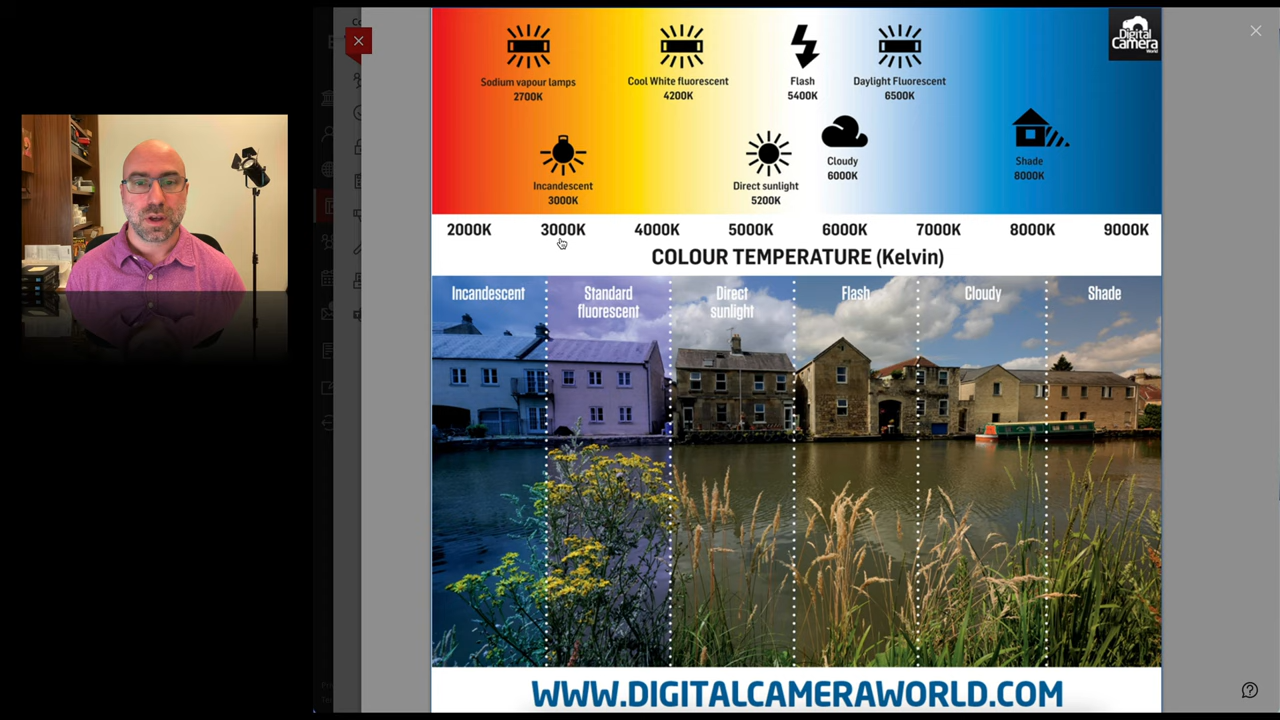 Digital
Camera
World
Sodium vapour lamps
2700K
Cool White fluorescent
4200K
Flash
5400K
Daylight Fluorescent
6500K
Incandescent
3000K
Direct sunlight
5200K
Cloudy
6000K
Shade
8000K
2000K 3000K 4000K 5000K 6000K 7000K 8000K 9000K
COLOUR TEMPERATURE (Kelvin)
Incandescent
Standard
fluorescent
Direct
sunlight
Flash
Cloudy
Shade
WWW.DIGITALCAMERAWORLD.COM